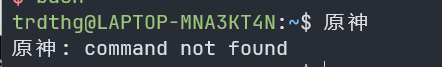 trdthg@LAPTOP-MNA3KT4N:~$ 原神
原神: command not found